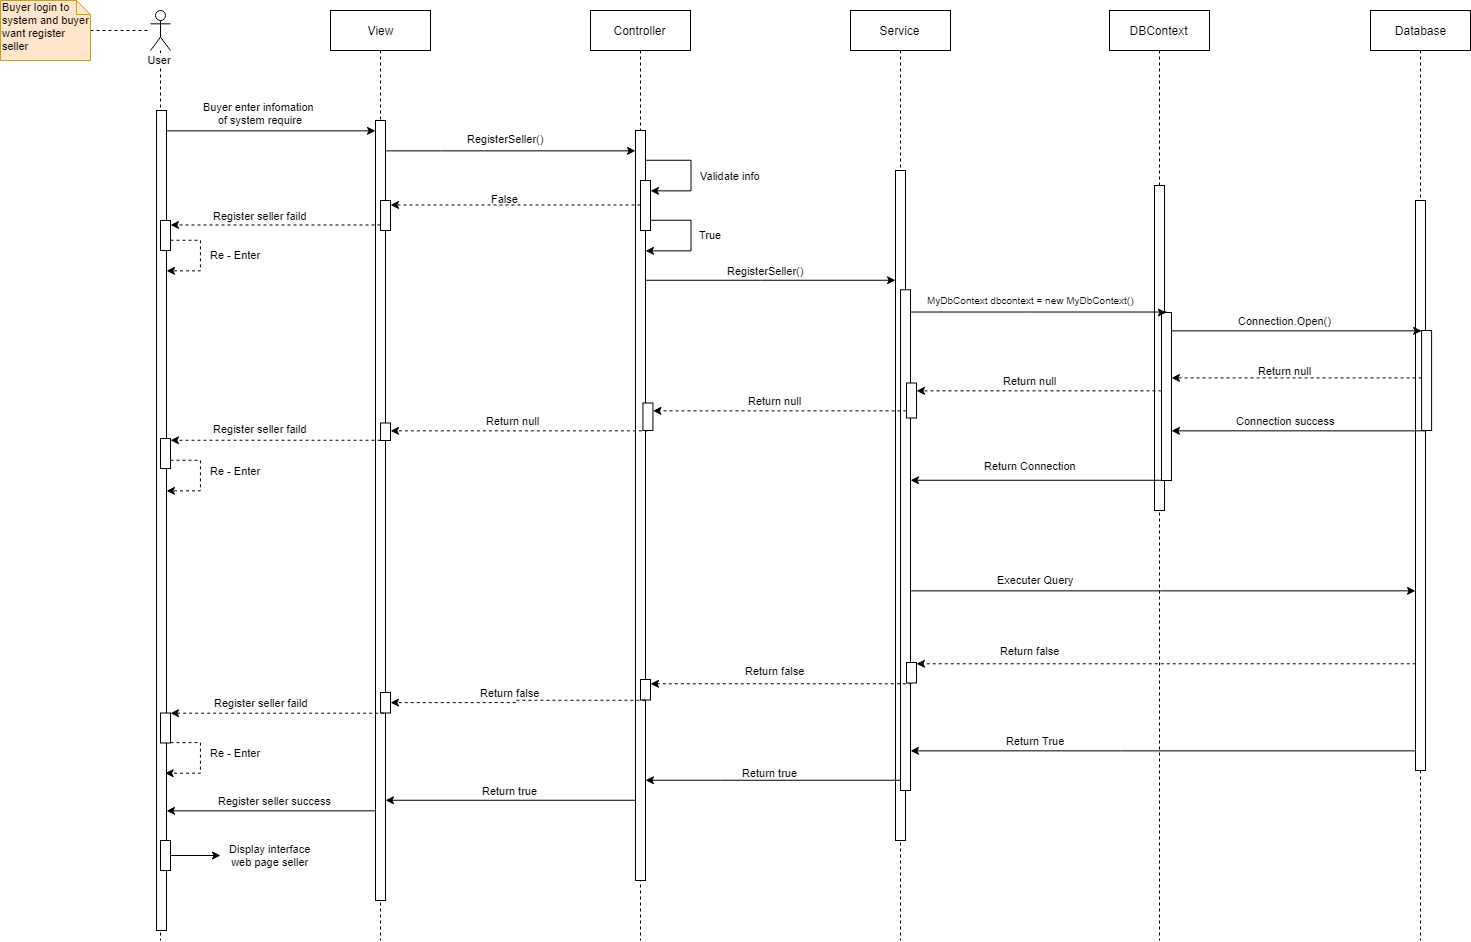 Buyer login to
system and buyer
want register
seller
User
View
Controller
Service
DBContext
Database
Buyer enter infomation
of system require
RegisterSeller()
Validate info
False
Register seller faild
True
Re - Enter
RegisterSeller()
MyDbContext dbcontext = new MyDbContext()
Connection.Open()
Return null
Return null
Return null
Return null
Connection success
Register seller faild
Return Connection
Re - Enter
Executer Query
Return false
Return false
Return false
Register seller faild
Return True
Re - Enter
Return true
Return true
Register seller success
Display interface
web page seller